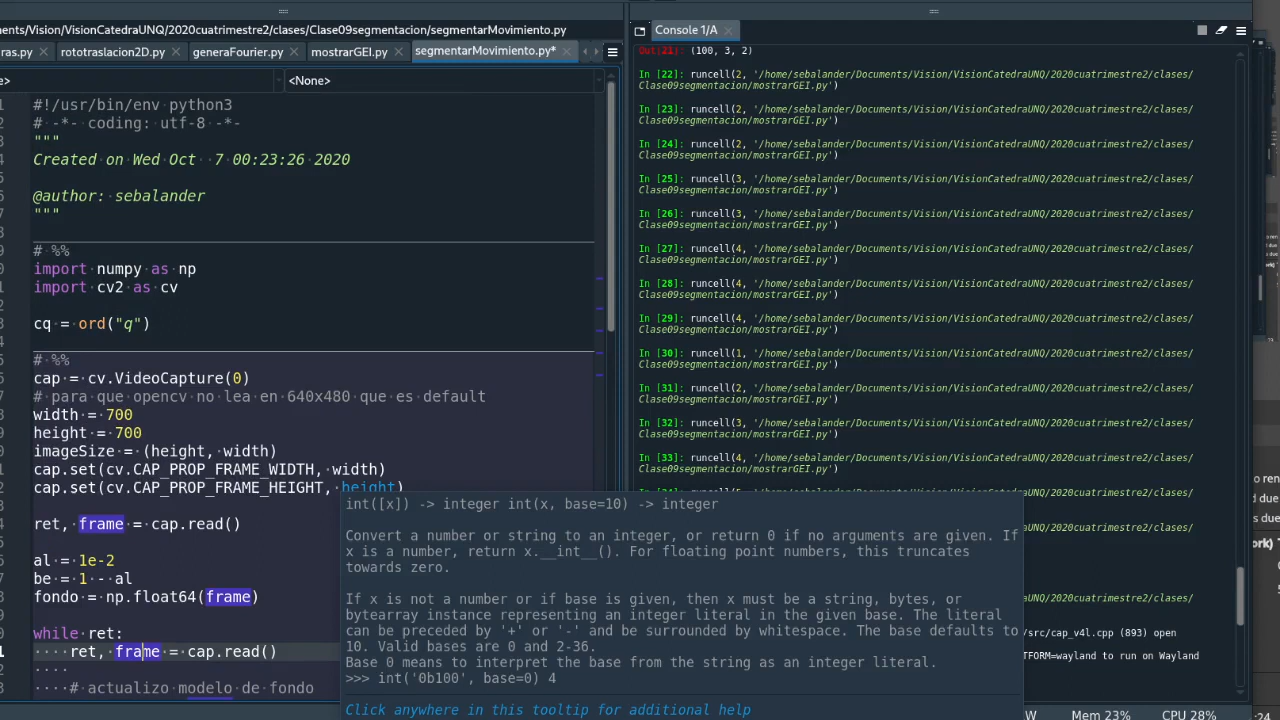 ments/Vision/VisionCatedraUNQ/2020cuatrimestre2/clases/Clase09segmentacion/segmentarMovimiento.py
ras.py
rototraslacion2D.py
generaFourier.py
mostrarGEI.py
segmentarMovimiento.py*
<None>
#!/usr/bin/env python3
# -*- coding: utf-8 -*-
"""
Created on Wed Oct  7 00:23:26 2020
@author: sebalander
"""
# %%
import numpy as np
import cv2 as cv
cq = ord("q")
# %%
cap = cv.VideoCapture(0)
# para que opencv no lea en 640x480 que es default
width = 700
height = 700
imageSize = (height, width)
cap.set(cv.CAP_PROP_FRAME_WIDTH, width)
cap.set(cv.CAP_PROP_FRAME_HEIGHT, height)
ret, frame = cap.read()
al = 1e-2
be = 1 - al
fondo = np.float64(frame)
while ret:
ret, frame = cap.read()
# actualizo modelo de fondo
Console 1/A
Out[21]: (100, 3, 2)
In [22]: runcell(2, '/home/sebalander/Documents/Vision/VisionCatedraUNQ/2020cuatrimestre2/clases/
Clase09segmentacion/mostrarGEI.py')
In [23]: runcell(2, '/home/sebalander/Documents/Vision/VisionCatedraUNQ/2020cuatrimestre2/clases/
Clase09segmentacion/mostrarGEI.py')
In [24]: runcell(2, '/home/sebalander/Documents/Vision/VisionCatedraUNQ/2020cuatrimestre2/clases/
Clase09segmentacion/mostrarGEI.py')
In [25]: runcell(3, '/home/sebalander/Documents/Vision/VisionCatedraUNQ/2020cuatrimestre2/clases/
Clase09segmentacion/mostrarGEI.py')
In [26]: runcell(3, '/home/sebalander/Documents/Vision/VisionCatedraUNQ/2020cuatrimestre2/clases/
Clase09segmentacion/mostrarGEI.py')
In [27]: runcell(4, '/home/sebalander/Documents/Vision/VisionCatedraUNQ/2020cuatrimestre2/clases/
Clase09segmentacion/mostrarGEI.py')
In [28]: runcell(4, '/home/sebalander/Documents/Vision/VisionCatedraUNQ/2020cuatrimestre2/clases/
Clase09segmentacion/mostrarGEI.py')
In [29]: runcell(4, '/home/sebalander/Documents/Vision/VisionCatedraUNQ/2020cuatrimestre2/clases/
Clase09segmentacion/mostrarGEI.py')
In [30]: runcell(1, '/home/sebalander/Documents/Vision/VisionCatedraUNQ/2020cuatrimestre2/clases/
Clase09segmentacion/mostrarGEI.py')
In [31]: runcell(2, '/home/sebalander/Documents/Vision/VisionCatedraUNQ/2020cuatrimestre2/clases/
Clase09segmentacion/mostrarGEI.py')
In [32]: runcell(3, '/home/sebalander/Documents/Vision/VisionCatedraUNQ/2020cuatrimestre2/clases/
Clase09segmentacion/mostrarGEI.py')
In [33]: runcell(4, '/home/sebalander/Documents/Vision/VisionCatedraUNQ/2020cuatrimestre2/clases/
Clase09segmentacion/mostrarGEI.py')
int([x]) -> integer int(x, base=10) -> integer
Convert a number or string to an integer, or return 0 if no arguments are given. If
x is a number, return x.__int__(). For floating point numbers, this truncates
towards zero.
If x is not a number or if base is given, then x must be a string, bytes, or
bytearray instance representing an integer literal in the given base. The literal
can be preceded by '+' or '-' and be surrounded by whitespace. The base defaults to
10. Valid bases are 0 and 2-36.
Base 0 means to interpret the base from the string as an integer literal.
>>> int('0b100', base=0) 4
Click anywhere in this tooltip for additional help
cuatrimestre2/clases/
cuatrimestre2/clases/
/src/cap_v4l.cpp (893) open
TFORM=wayland to run on Wayland
W
Mem 23%
CPU 28%